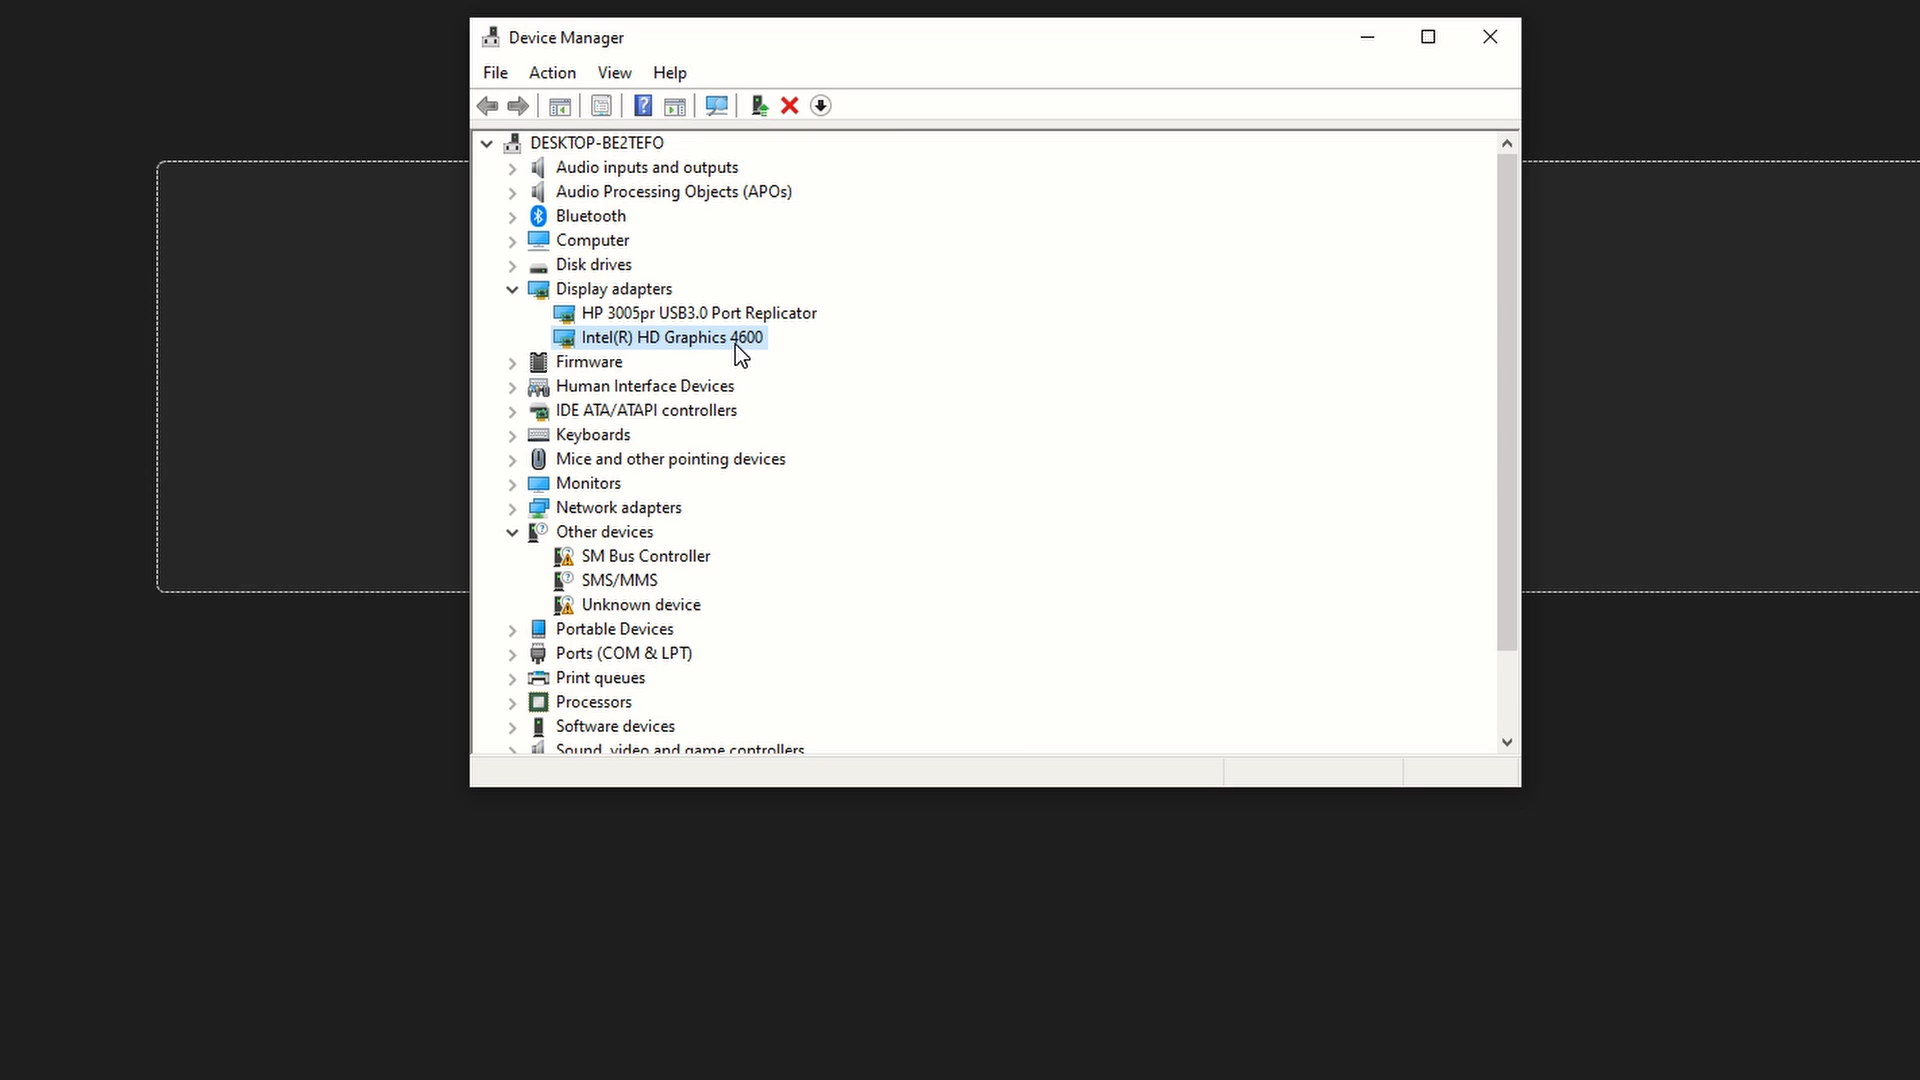 Device Manager
File Action View Help
DESKTOP-BE2TEFO
Audio inputs and outputs
Audio Processing Objects (APOs)
Bluetooth
Computer
Disk drives
Display adapters
HP 3005pr USB3.0 Port Replicator
Intel(R) HD Graphics 4600
Firmware
Human Interface Devices
IDE ATA/ATAPI controllers
Keyboards
Mice and other pointing devices
Monitors
Network adapters
Other devices
SM Bus Controller
SMS/MMS
Unknown device
Portable Devices
Ports (COM & LPT)
Print queues
Processors
Software devices
Sound, video and game controllers